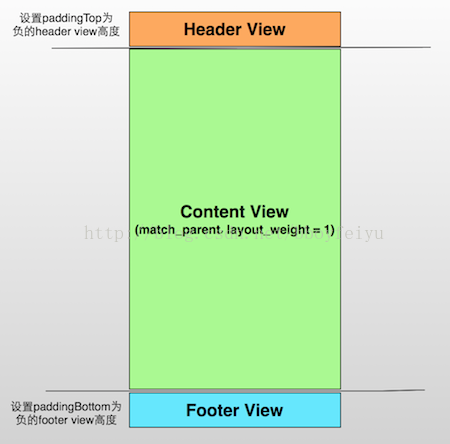 设置paddingTop为
负的header view高度
Header View
Content View
(match_parent、layout_weight = 1)
设置paddingBottom为
负的footer view高度
Footer View